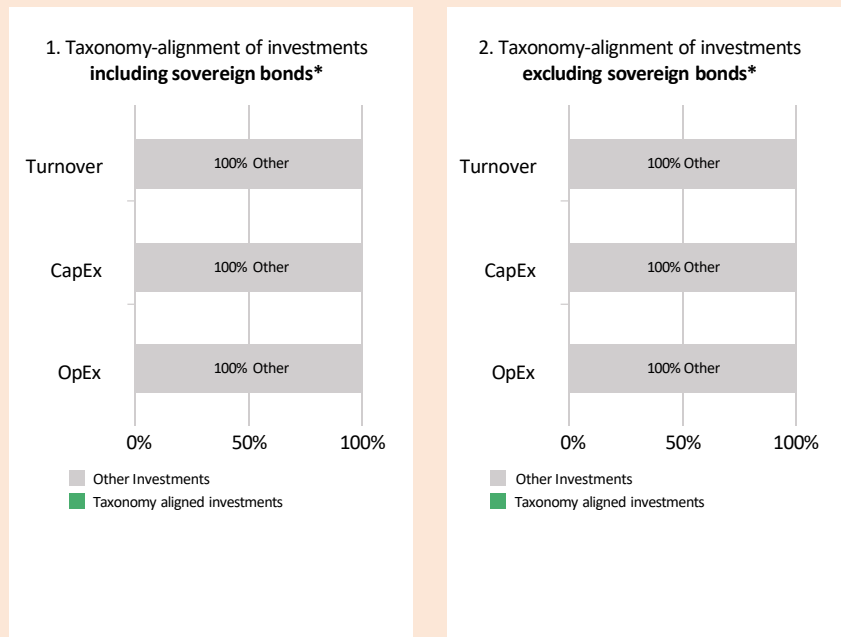 1. Taxonomy-alignment of investments
including sovereign bonds*
Turnover
100% Other
CapEx
100% Other
OpEx
100% Other
0%
50%
100%
Other Investments
Taxonomy aligned investments
2. Taxonomy-alignment of investments
excluding sovereign bonds*
Turnover
100% Other
CapEx
100% Other
OpEx
100% Other
0%
50%
100%
Other Investments
Taxonomy aligned investments